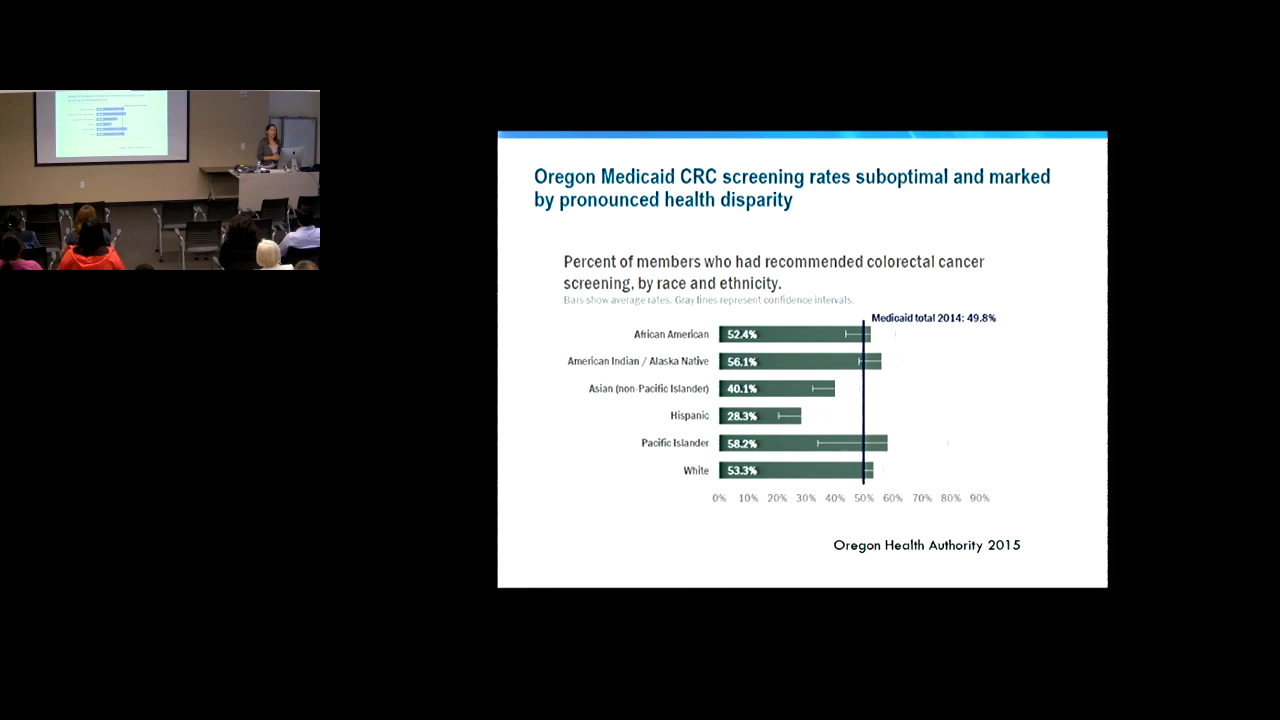 Oregon Medicaid CRC screening rates suboptimal and marked
by pronounced health disparity
Percent of members who had recommended colorectal cancer
screening, by race and ethnicity.
Bars show average rates. Gray lines represent confidence intervals.
Medicaid total 2014: 49.8%
African American 52.4%
American Indian / Alaska Native 56.1%
Asian (non-Pacific Islander) 40.1%
Hispanic 28.3%
Pacific Islander 58.2%
White 53.3%
0% 10% 20% 30% 40% 50% 60% 70% 80% 90%
Oregon Health Authority 2015